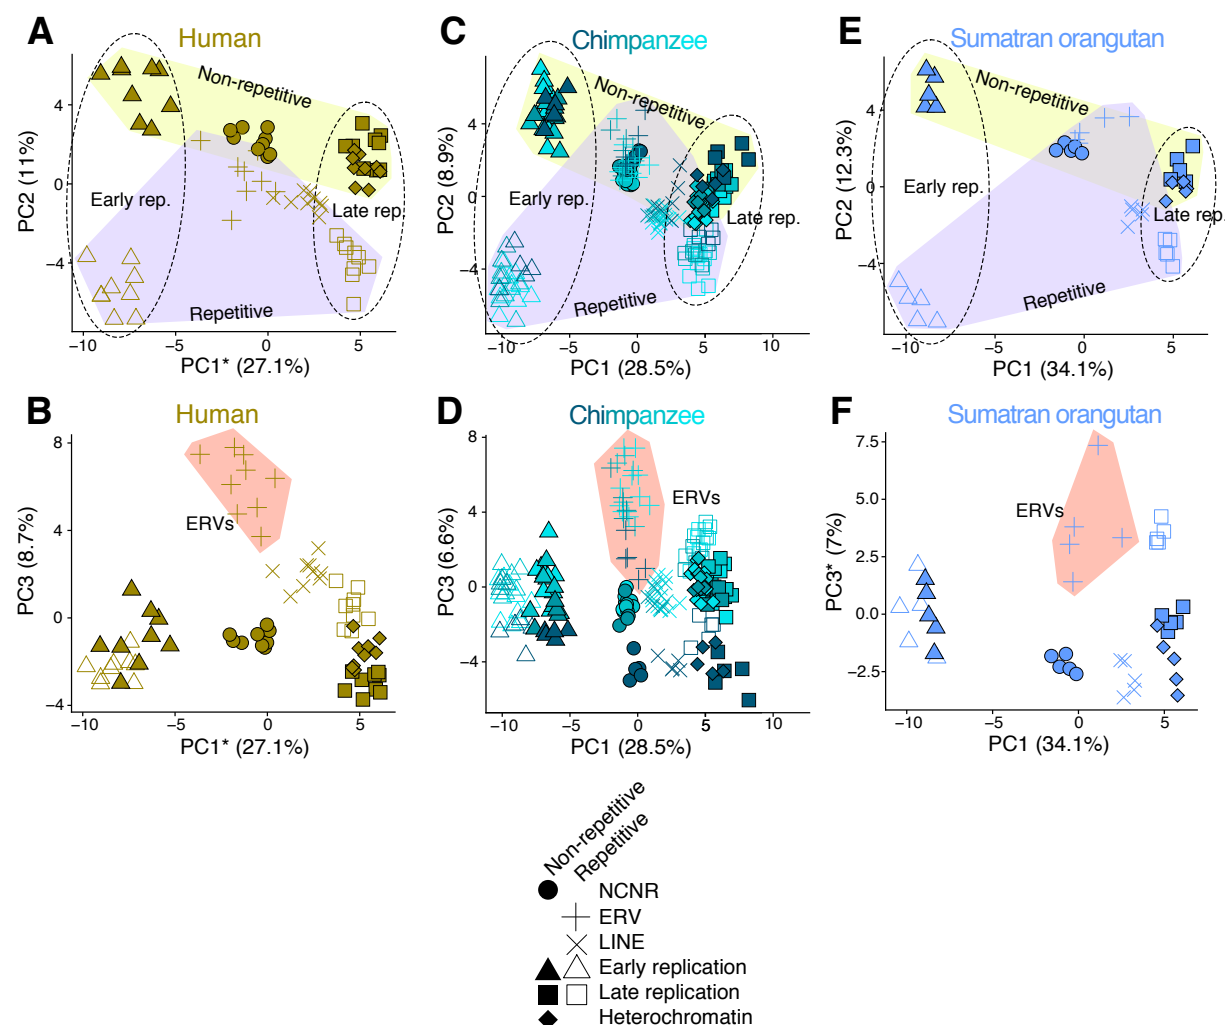 A
Human
C
Chimpanzee
E
Sumatran orangutan
PC2 (11%)
4
0
−4
Non-repetitive
Early rep.
Late rep.
Repetitive
−10
−5
0
5
PC1* (27.1%)
PC2 (8.9%)
4
0
−4
Non-repetitive
Early rep.
Late rep.
Repetitive
−10
−5
0
5
10
PC1 (28.5%)
PC2 (12.3%)
4
0
−4
Non-repetitive
Early rep.
Late rep.
Repetitive
−10
−5
0
5
PC1 (34.1%)
B
Human
D
Chimpanzee
F
Sumatran orangutan
PC3 (8.7%)
8
4
0
−4
ERVs
−10
−5
0
5
PC1* (27.1%)
PC3 (6.6%)
8
4
0
−4
ERVs
−10
−5
0
5
10
PC1 (28.5%)
PC3* (7%)
7.5
5.0
2.5
0.0
−2.5
ERVs
−10
−5
0
5
PC1 (34.1%)
Non-repetitive
Repetitive
NCNR
ERV
LINE
Early replication
Late replication
Heterochromatin